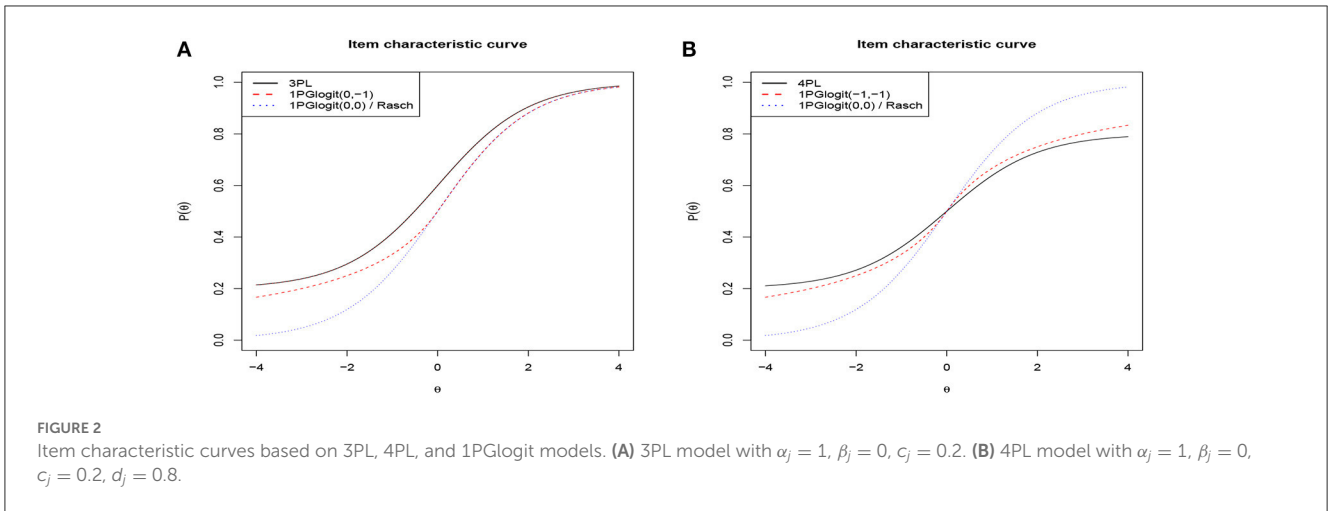 A
Item characteristic curve
3PL
1PGlogit(0,−1)
1PGlogit(0,0) / Rasch
P(θ)
1.0
0.8
0.6
0.4
0.2
0.0
−4
−2
0
2
4
θ
B
Item characteristic curve
4PL
1PGlogit(−1,−1)
1PGlogit(0,0) / Rasch
P(θ)
1.0
0.8
0.6
0.4
0.2
0.0
−4
−2
0
2
4
θ
FIGURE 2
Item characteristic curves based on 3PL, 4PL, and 1PGlogit models. (A) 3PL model with αj = 1, βj = 0, cj = 0.2. (B) 4PL model with αj = 1, βj = 0,
cj = 0.2, dj = 0.8.